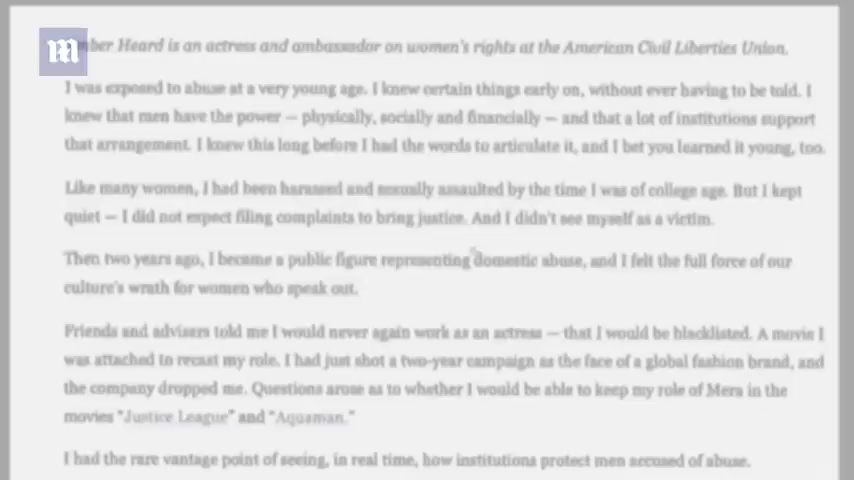 mber Heard is an actress and ambassador on women's rights at the American Civil Liberties Union.
I was exposed to abuse at a very young age. I knew certain things early on, without ever having to be told. I
knew that men have the power — physically, socially and financially — and that a lot of institutions support
that arrangement. I knew this long before I had the words to articulate it, and I bet you learned it young, too.
Like many women, I had been harassed and sexually assaulted by the time I was of college age. But I kept
quiet — I did not expect filing complaints to bring justice. And I didn't see myself as a victim.
Then two years ago, I became a public figure representing domestic abuse, and I felt the full force of our
culture's wrath for women who speak out.
Friends and advisers told me I would never again work as an actress — that I would be blacklisted. A movie I
was attached to recast my role. I had just shot a two-year campaign as the face of a global fashion brand, and
the company dropped me. Questions arose as to whether I would be able to keep my role of Mera in the
movies "Justice League" and "Aquaman."
I had the rare vantage point of seeing, in real time, how institutions protect men accused of abuse.